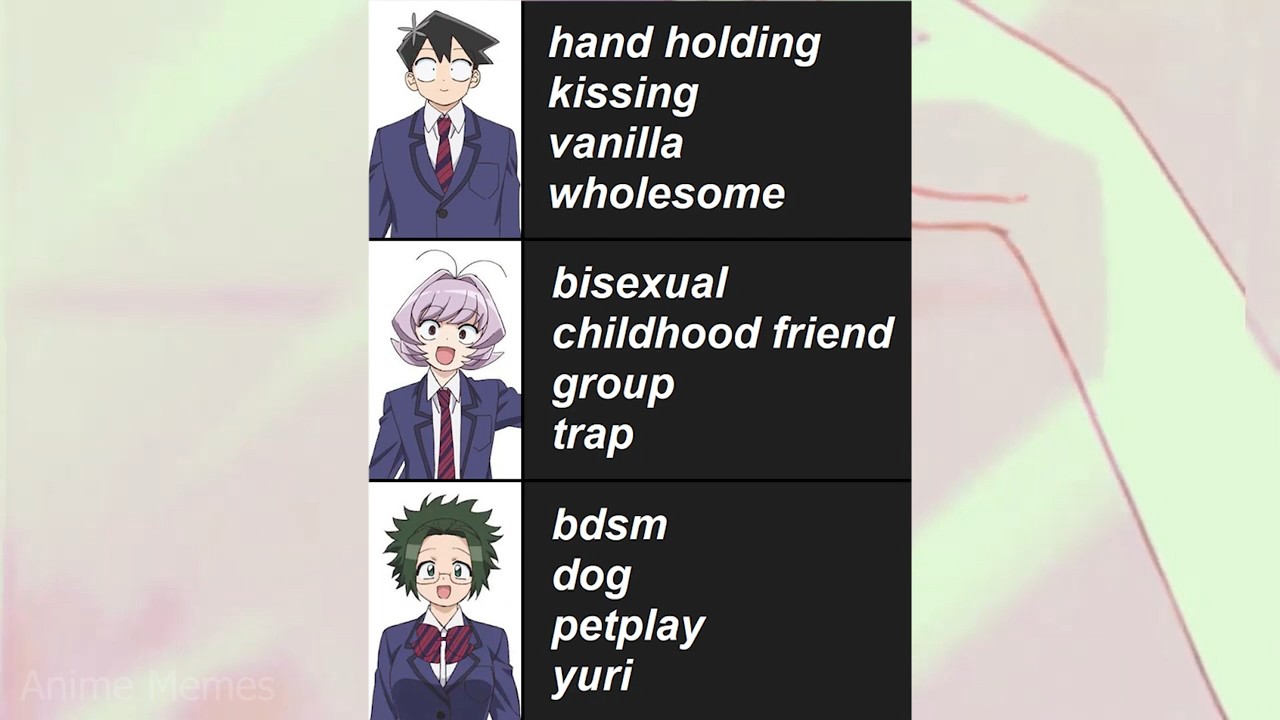 hand holding
kissing
vanilla
wholesome
bisexual
childhood friend
group
trap
bdsm
dog
petplay
yuri
Anime Memes